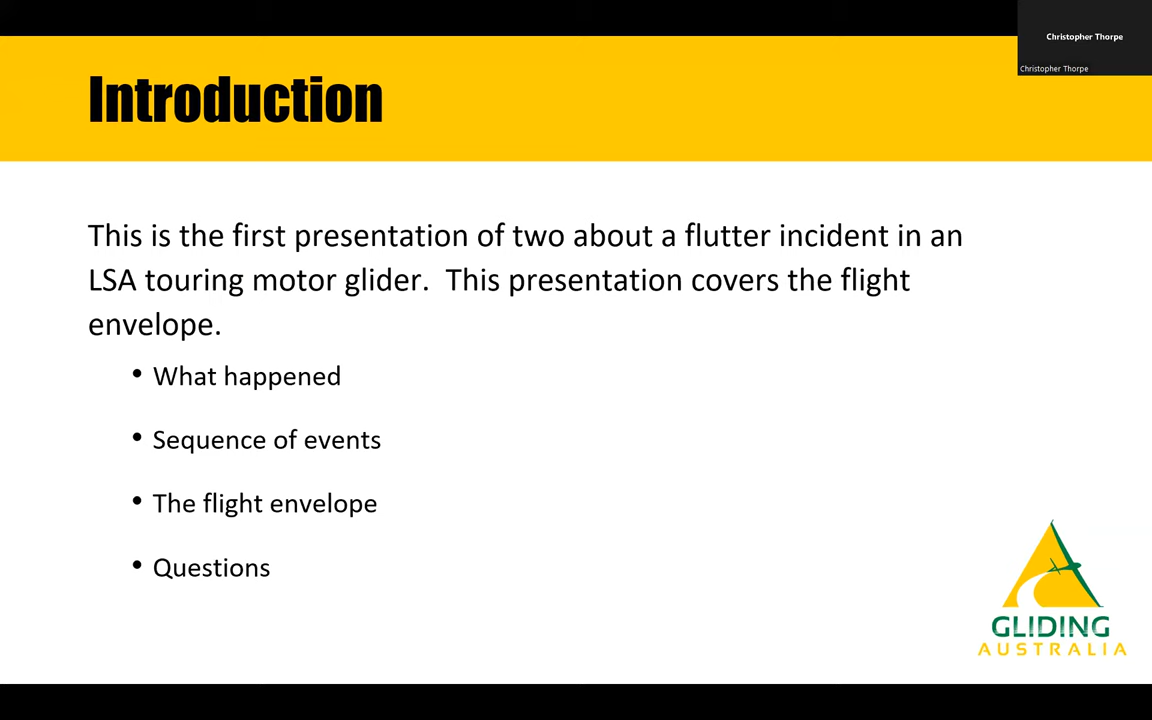 Christopher Thorpe
Christopher Thorpe
Introduction
This is the first presentation of two about a flutter incident in an
LSA touring motor glider.  This presentation covers the flight
envelope.
• What happened
• Sequence of events
• The flight envelope
• Questions
GLIDING
AUSTRALIA